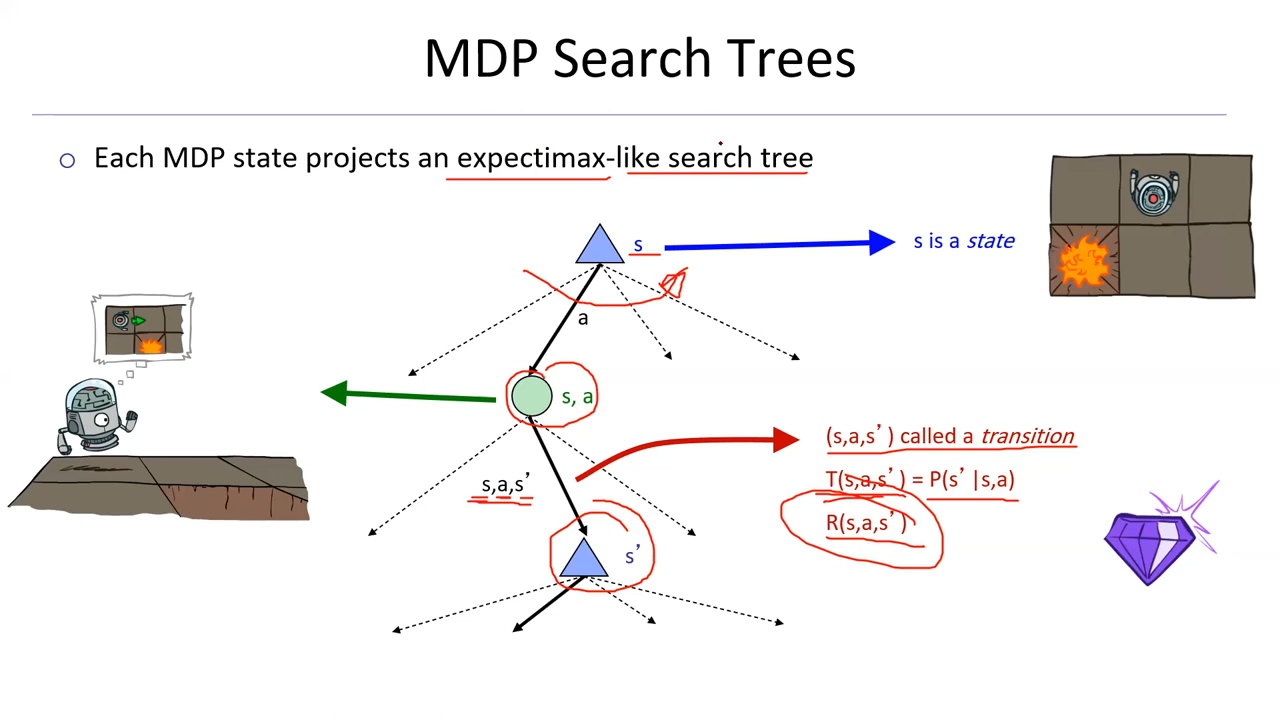 MDP Search Trees
Each MDP state projects an expectimax-like search tree
s
s is a state
a
s, a
(s,a,s’ ) called a transition
T(s,a,s’ ) = P(s’ |s,a)
s,a,s’
R(s,a,s’ )
s’